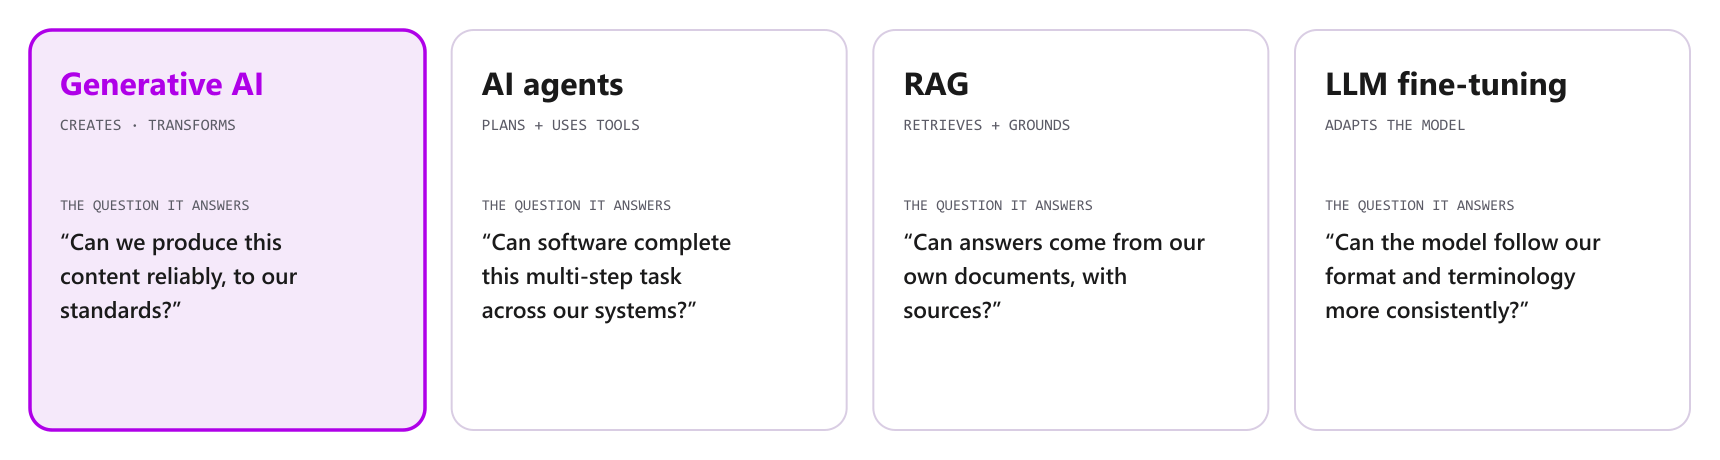 Generative AI
CREATES · TRANSFORMS
THE QUESTION IT ANSWERS
“Can we produce this
content reliably, to our
standards?”
AI agents
PLANS + USES TOOLS
THE QUESTION IT ANSWERS
“Can software complete
this multi-step task
across our systems?”
RAG
RETRIEVES + GROUNDS
THE QUESTION IT ANSWERS
“Can answers come from our
own documents, with
sources?”
LLM fine-tuning
ADAPTS THE MODEL
THE QUESTION IT ANSWERS
“Can the model follow our
format and terminology
more consistently?”